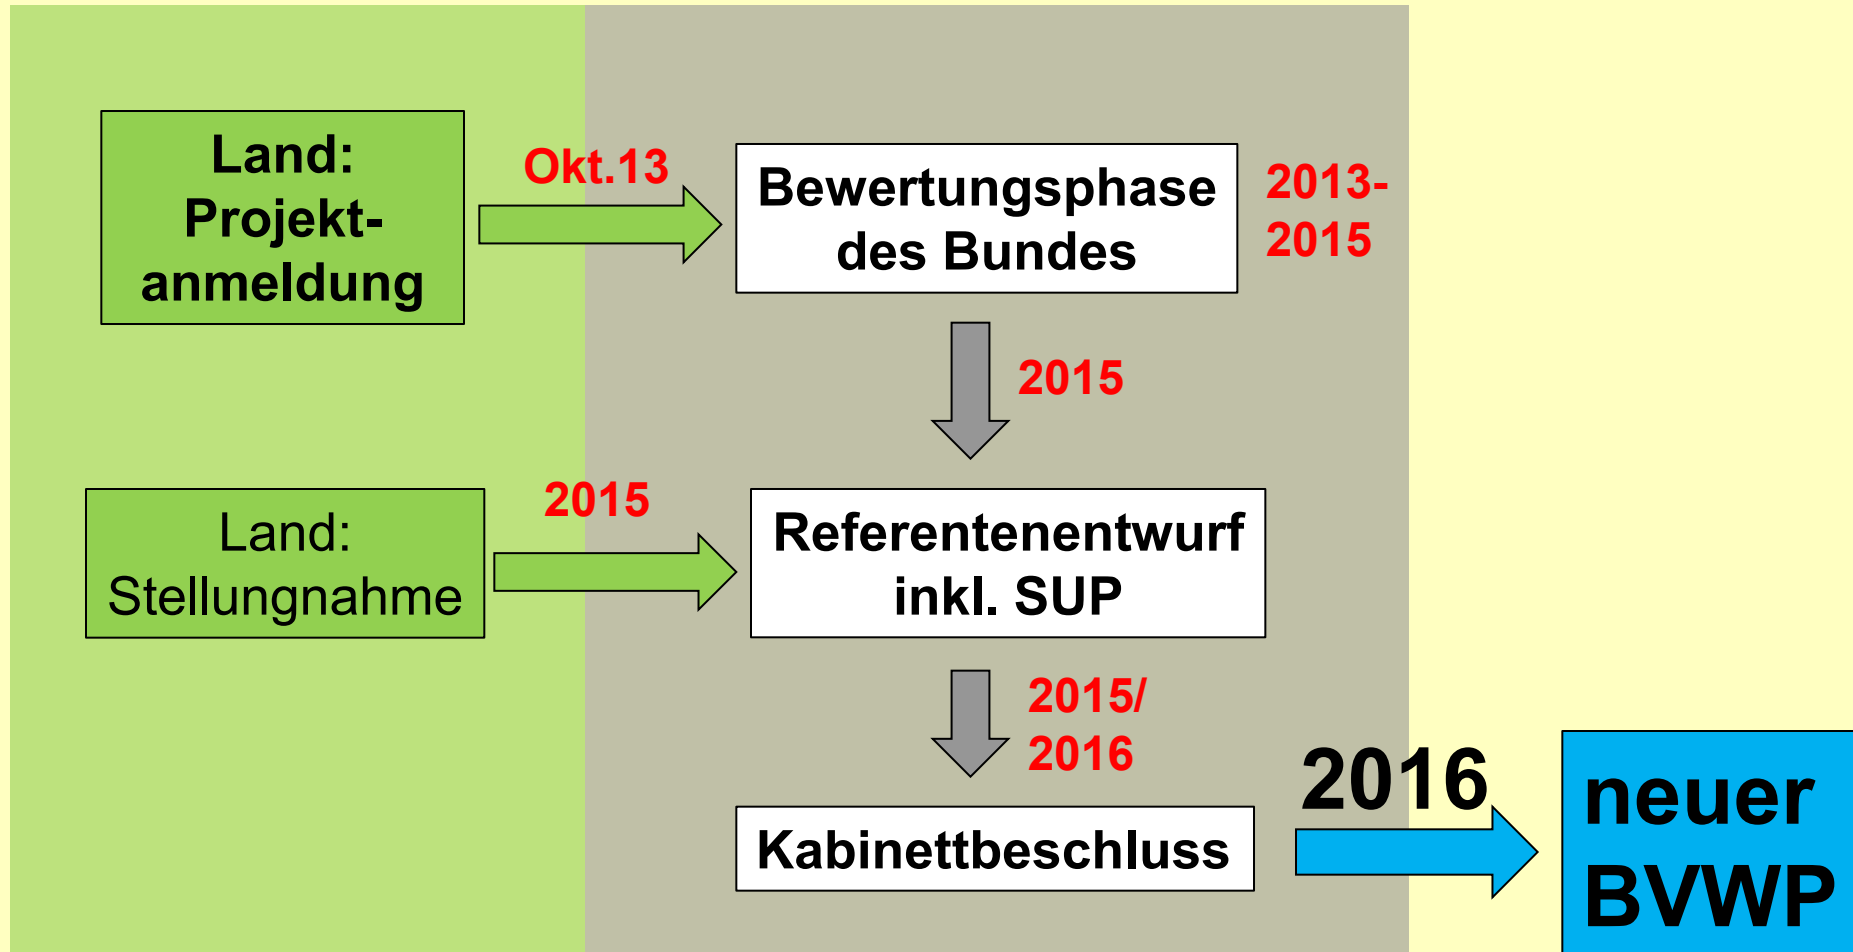 Land:
Projekt-
anmeldung
Okt.13
Bewertungsphase
des Bundes
2013-
2015
2015
Land:
Stellungnahme
2015
Referentenentwurf
inkl. SUP
2015/
2016
Kabinettbeschluss
2016
neuer
BVWP